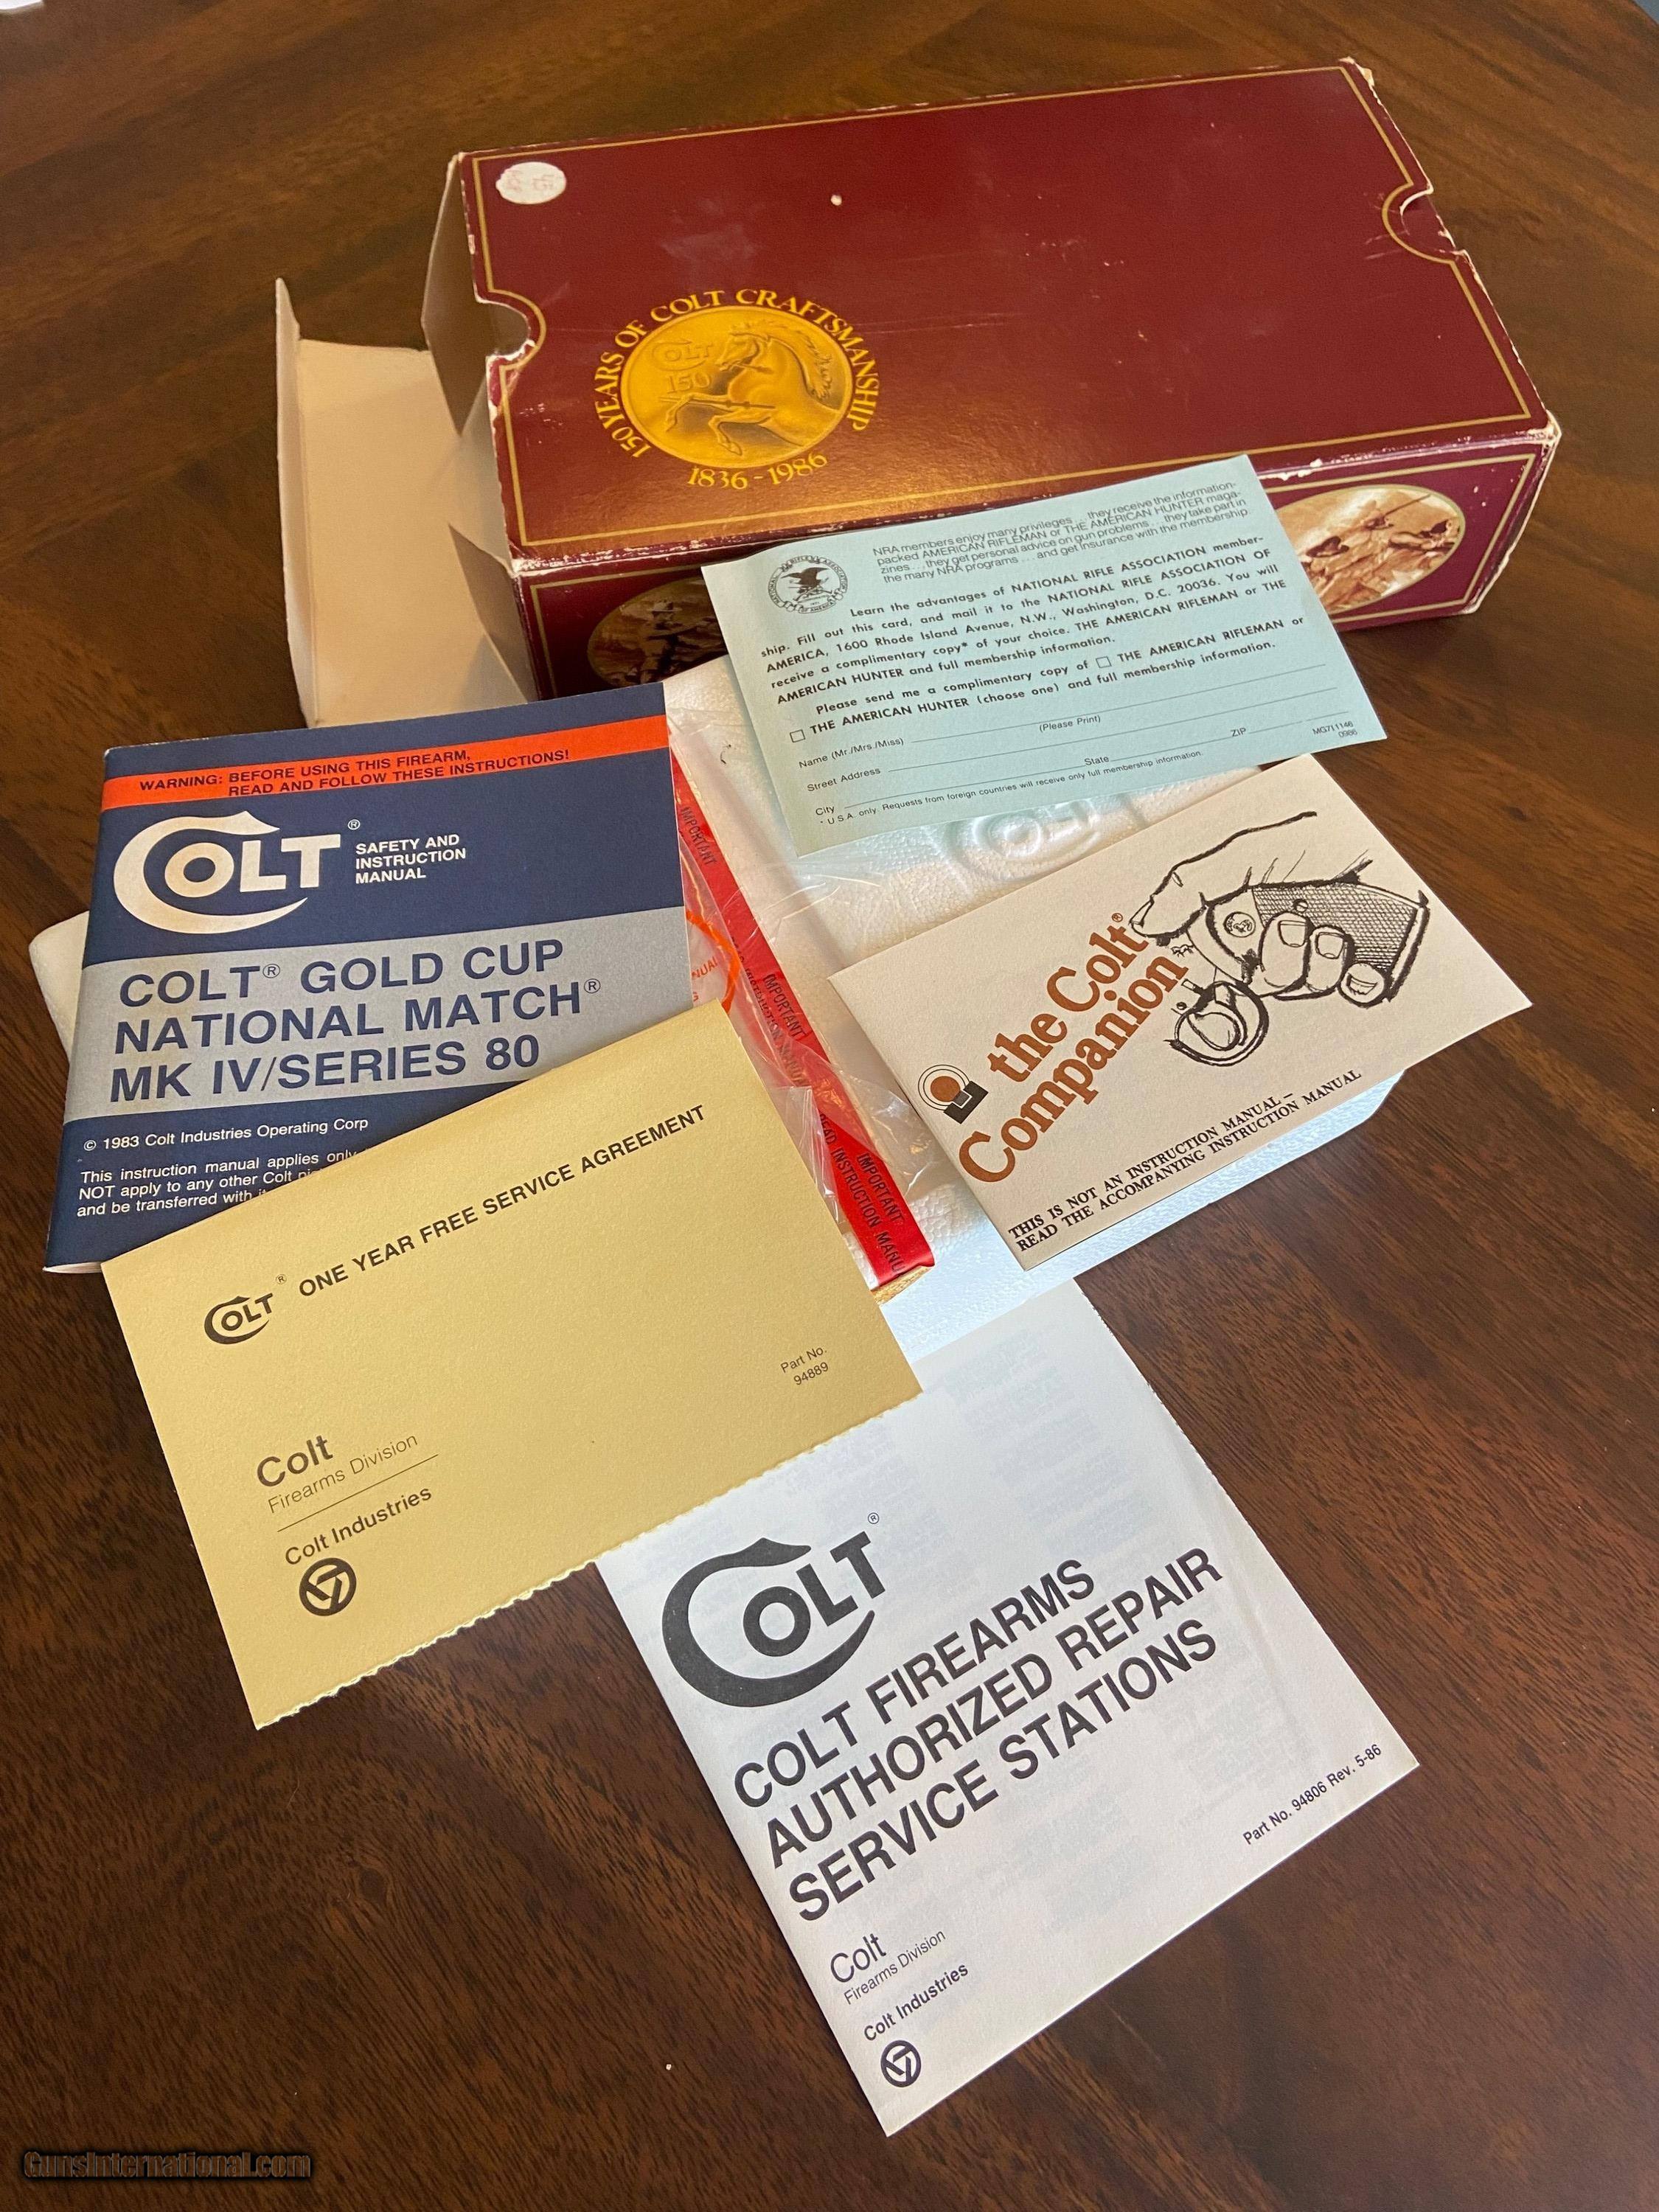 150 YEARS OF COLT CRAFTSMANSHIP
COLT
150
1836-1986
NRA members enjoy many privileges ... they receive the information-
packed AMERICAN RIFLEMAN or THE AMERICAN HUNTER maga-
zines ... they get personal advice on gun problems ... they take part in
the many NRA programs .... and get insurance with the membership.
Learn the advantages of NATIONAL RIFLE ASSOCIATION member-
ship. Fill out this card, and mail it to the NATIONAL RIFLE ASSOCIATION OF
AMERICA, 1600 Rhode Island Avenue, N.W., Washington, D.C. 20036. You will
receive a complimentary copy* of your choice. THE AMERICAN RIFLEMAN or THE
AMERICAN HUNTER and full membership information.
Please send me a complimentary copy of ☐ THE AMERICAN RIFLEMAN or
☐ THE AMERICAN HUNTER (choose one) and full membership information.
Name (Mr./Mrs./Miss)
(Please Print)
Street Address
City State ZIP
* U.S.A. only. Requests from foreign countries will receive only full membership information.
MG711146
0986
WARNING: BEFORE USING THIS FIREARM,
READ AND FOLLOW THESE INSTRUCTIONS!
COLT®
SAFETY AND
INSTRUCTION
MANUAL
COLT® GOLD CUP
NATIONAL MATCH®
MK IV/SERIES 80
© 1983 Colt Industries Operating Corp
This instruction manual applies only
NOT apply to any other Colt
and be transferred with
IMPORTANT
IMPORTANT
IMPORTANT
READ INSTRUCTION MANU
the Colt®
Companion
THIS IS NOT AN INSTRUCTION MANUAL –
READ THE ACCOMPANYING INSTRUCTION MANUAL
COLT® ONE YEAR FREE SERVICE AGREEMENT
Part No.
94889
Colt
Firearms Division
Colt Industries
COLT®
COLT FIREARMS
AUTHORIZED REPAIR
SERVICE STATIONS
Part No. 94806 Rev. 5-86
Colt
Firearms Division
Colt Industries
GunsInternational.com